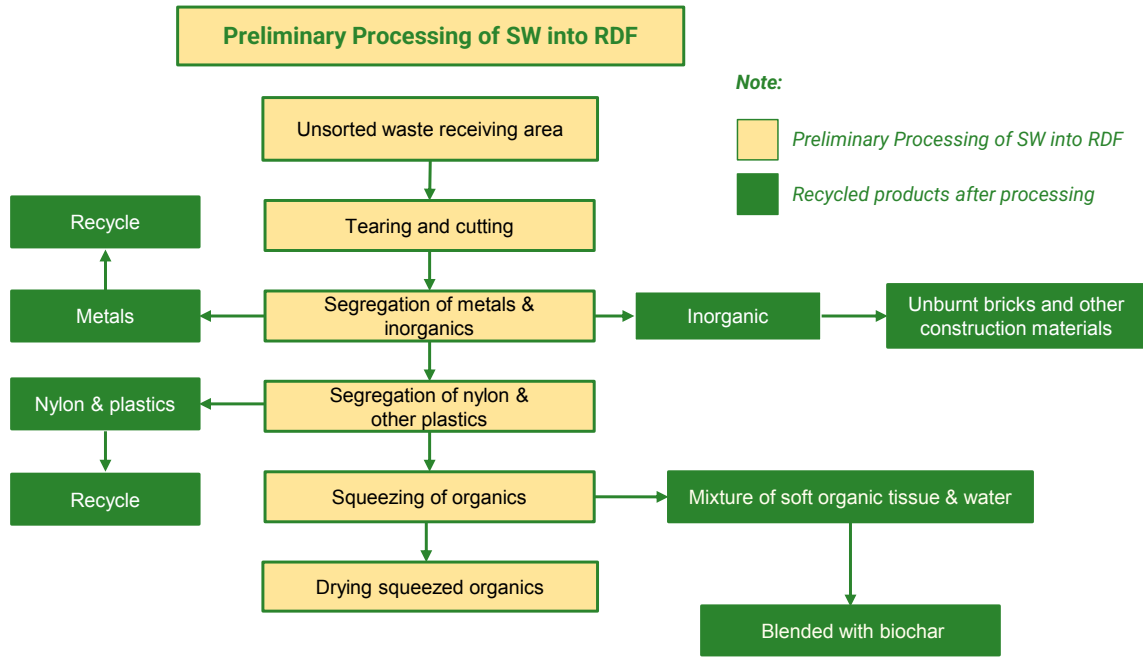 Preliminary Processing of SW into RDF
Note:
Preliminary Processing of SW into RDF
Recycled products after processing
Unsorted waste receiving area
Tearing and cutting
Recycle
Metals
Segregation of metals &
inorganics
Inorganic
Unburnt bricks and other
construction materials
Nylon & plastics
Segregation of nylon &
other plastics
Recycle
Squeezing of organics
Mixture of soft organic tissue & water
Drying squeezed organics
Blended with biochar